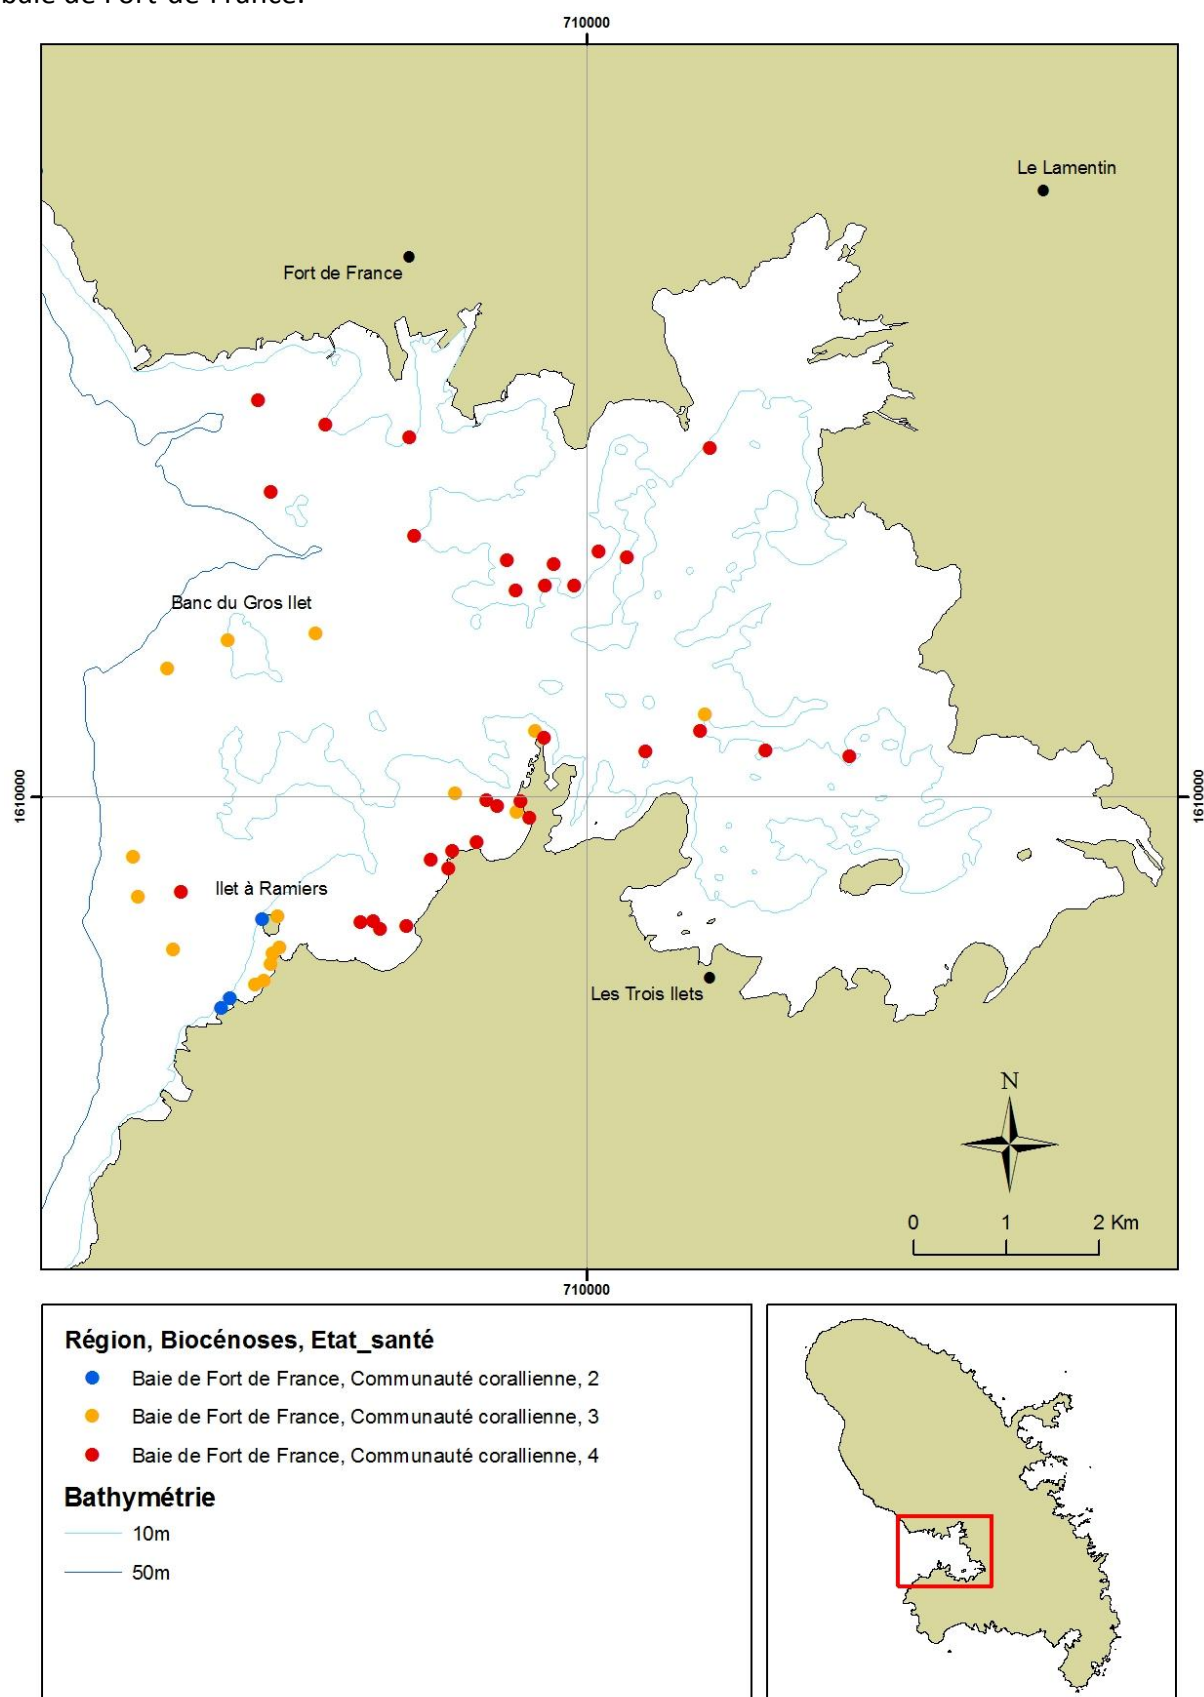 baie de Fort-de-France.
710000
Le Lamentin
Fort de France
Banc du Gros Ilet
1610000
1610000
Ilet à Ramiers
Les Trois Ilets
N
0 1 2 Km
710000
Région, Biocénoses, Etat_santé
Baie de Fort de France, Communauté corallienne, 2
Baie de Fort de France, Communauté corallienne, 3
Baie de Fort de France, Communauté corallienne, 4
Bathymétrie
10m
50m